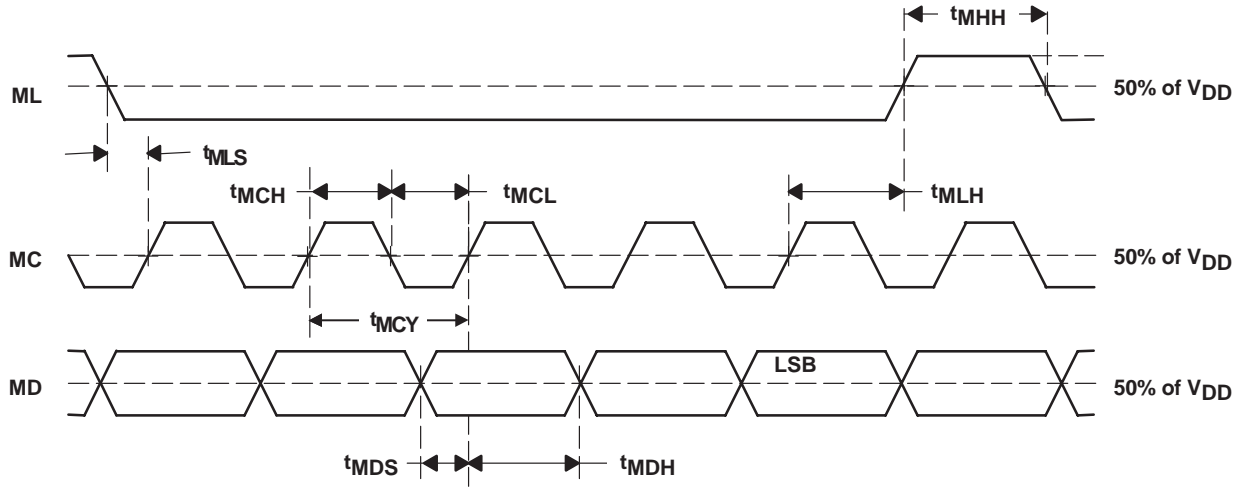 tMHH
ML
50% of VDD
tMLS
tMCH
tMCL
tMLH
MC
50% of VDD
tMCY
LSB
MD
50% of VDD
tMDS
tMDH